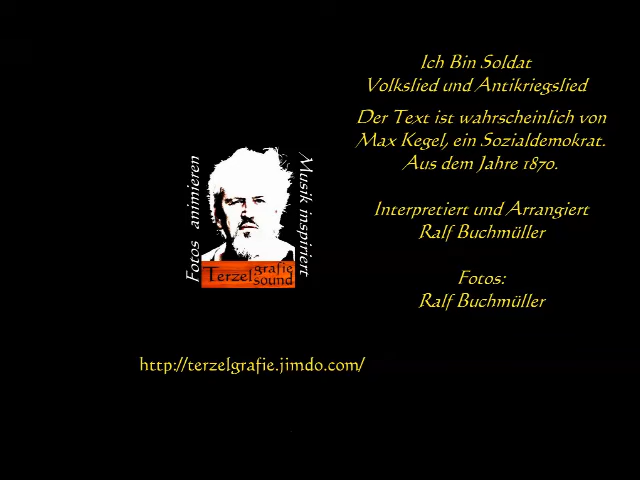 Ich Bin Soldat
Volkslied und Antikriegslied
Der Text ist wahrscheinlich von
Max Kegel, ein Sozialdemokrat.
Aus dem Jahre 1870.
Interpretiert und Arrangiert
Ralf Buchmüller
Fotos:
Ralf Buchmüller
Fotos animieren
Musik inspiriert
Terzel grafie
sound
http://terzelgrafie.jimdo.com/